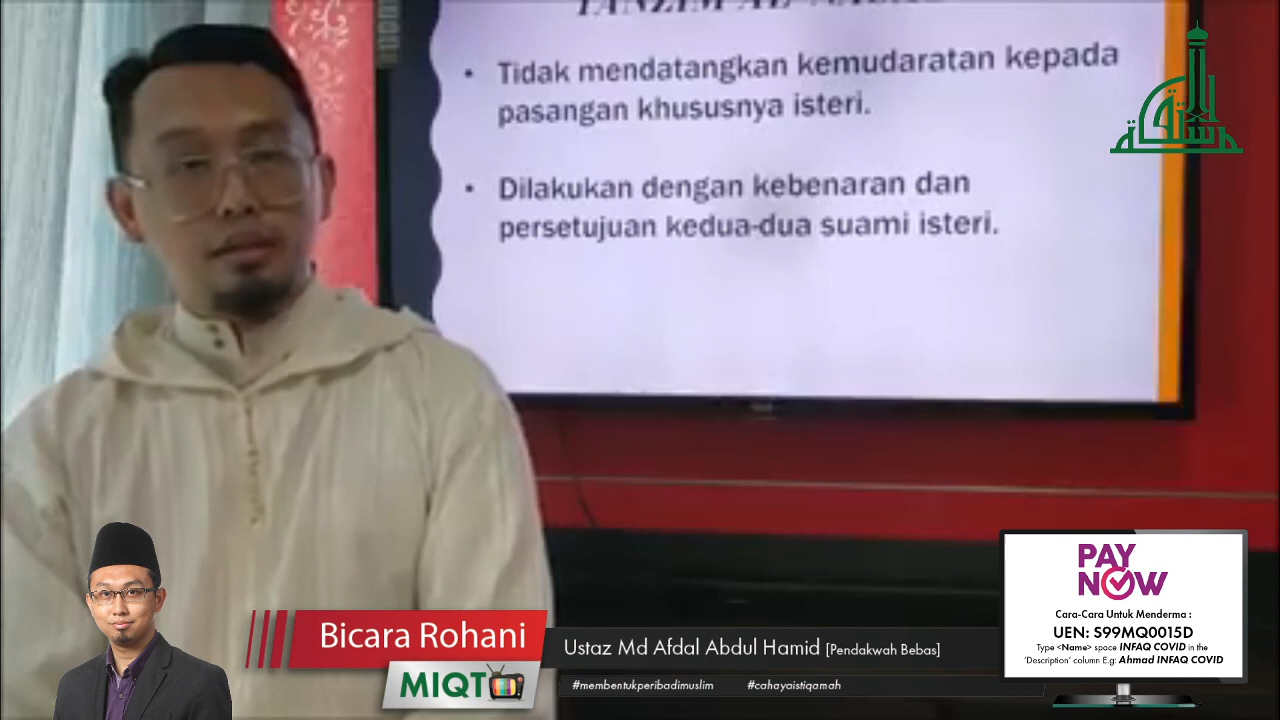 Tidak mendatangkan kemudaratan kepada
pasangan khususnya isteri.
Dilakukan dengan kebenaran dan
persetujuan kedua-dua suami isteri.
PAY
NOW
Cara-Cara Untuk Menderma :
UEN: S99MQ0015D
Type <Name> space INFAQ COVID in the
'Description' column E.g: Ahmad INFAQ COVID
Bicara Rohani
MIQTV
Ustaz Md Afdal Abdul Hamid [Pendakwah Bebas]
#membentukperibadimuslim #cahayaistiqamah